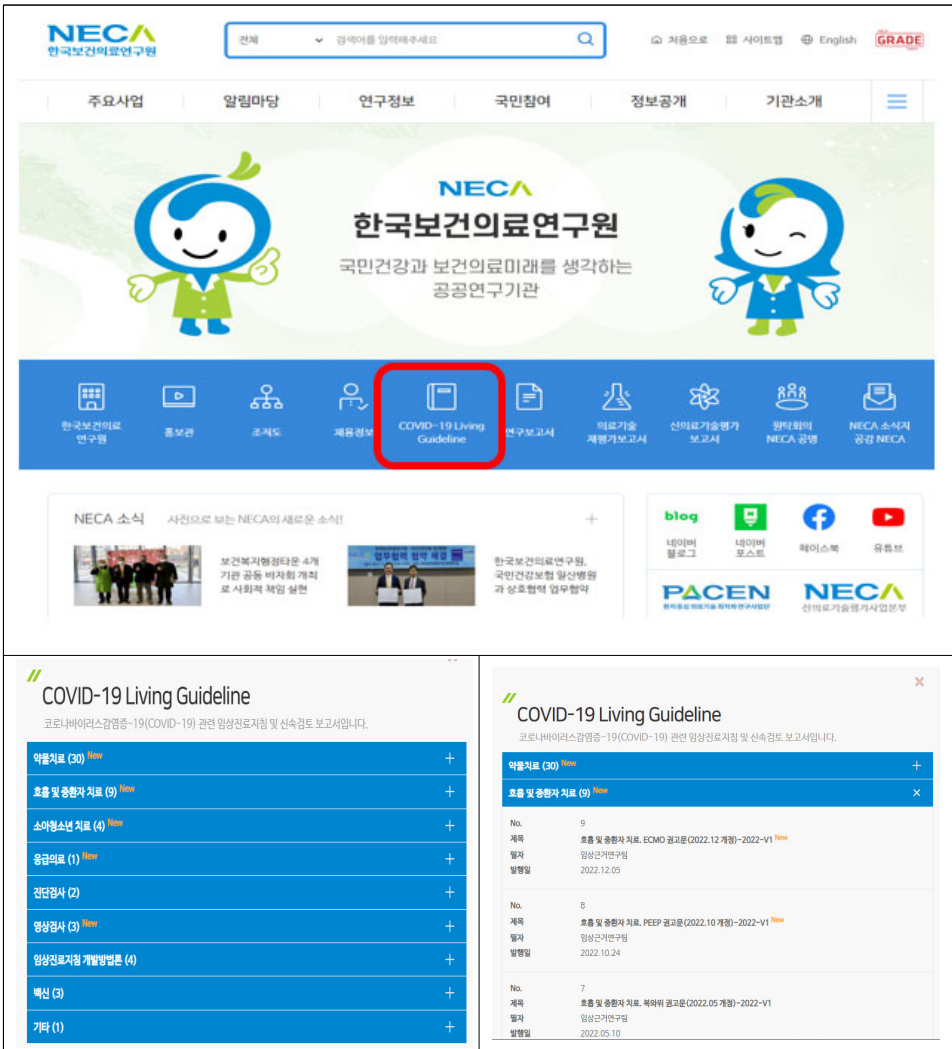 NECA
한국보건의료연구원
전체
검색어를 입력해주세요
처음으로 사이트맵 English GRADE
주요사업 알림마당 연구정보 국민참여 정보공개 기관소개
NECA
한국보건의료연구원
국민건강과 보건의료미래를 생각하는
공공연구기관
한국보건의료
연구원
홍보관
조직도
채용정보
COVID-19 Living
Guideline
연구보고서
의료기술
재평가보고서
신의료기술평가
보고서
원탁회의
NECA 공명
NECA 소식지
공감 NECA
NECA 소식 사진으로 보는 NECA의 새로운 소식!
보건복지행정타운 4개
기관 공동 바자회 개최
로 사회적 책임 실현
업무협약 체결
한국보건의료연구원,
국민건강보험 일산병원
과 상호협력 업무협약
blog
네이버
블로그
네이버
포스트
페이스북
유튜브
PACEN
환자중심 의료기술 최적화 연구사업단
NECA
신의료기술평가사업본부
COVID-19 Living Guideline
코로나바이러스감염증-19(COVID-19) 관련 임상진료지침 및 신속검토 보고서입니다.
약물치료 (30) New
호흡 및 중환자 치료 (9) New
소아청소년 치료 (4) New
응급의료 (1) New
진단검사 (2)
영상검사 (3) New
임상진료지침 개발방법론 (4)
백신 (3)
기타 (1)
COVID-19 Living Guideline
코로나바이러스감염증-19(COVID-19) 관련 임상진료지침 및 신속검토 보고서입니다.
약물치료 (30) New
호흡 및 중환자 치료 (9) New
No. 9
제목 호흡 및 중환자 치료. ECMO 권고문(2022.12 개정)-2022-V1 New
필자 임상근거연구팀
발행일 2022.12.05
No. 8
제목 호흡 및 중환자 치료. PEEP 권고문(2022.10 개정)-2022-V1 New
필자 임상근거연구팀
발행일 2022.10.24
No. 7
제목 호흡 및 중환자 치료. 복와위 권고문(2022.05 개정)-2022-V1
필자 임상근거연구팀
발행일 2022.05.10